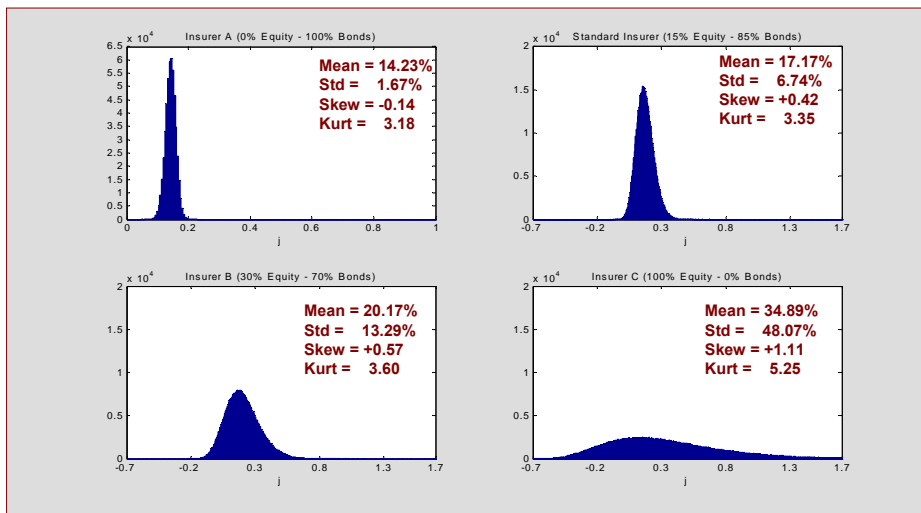 x 10^4 Insurer A (0% Equity - 100% Bonds)
6.5
6
5.5
5
4.5
4
3.5
3
2.5
2
1.5
1
0.5
0
Mean = 14.23%
Std = 1.67%
Skew = -0.14
Kurt = 3.18
0 0.2 0.4 0.6 0.8 1
j
x 10^4 Standard Insurer (15% Equity - 85% Bonds)
2
1.5
1
0.5
0
Mean = 17.17%
Std = 6.74%
Skew = +0.42
Kurt = 3.35
-0.7 -0.2 0.3 0.8 1.3 1.7
j
x 10^4 Insurer B (30% Equity - 70% Bonds)
2
1.5
1
0.5
0
Mean = 20.17%
Std = 13.29%
Skew = +0.57
Kurt = 3.60
-0.7 -0.2 0.3 0.8 1.3 1.7
j
x 10^4 Insurer C (100% Equity - 0% Bonds)
2
1.5
1
0.5
0
Mean = 34.89%
Std = 48.07%
Skew = +1.11
Kurt = 5.25
-0.7 -0.2 0.3 0.8 1.3 1.7
j